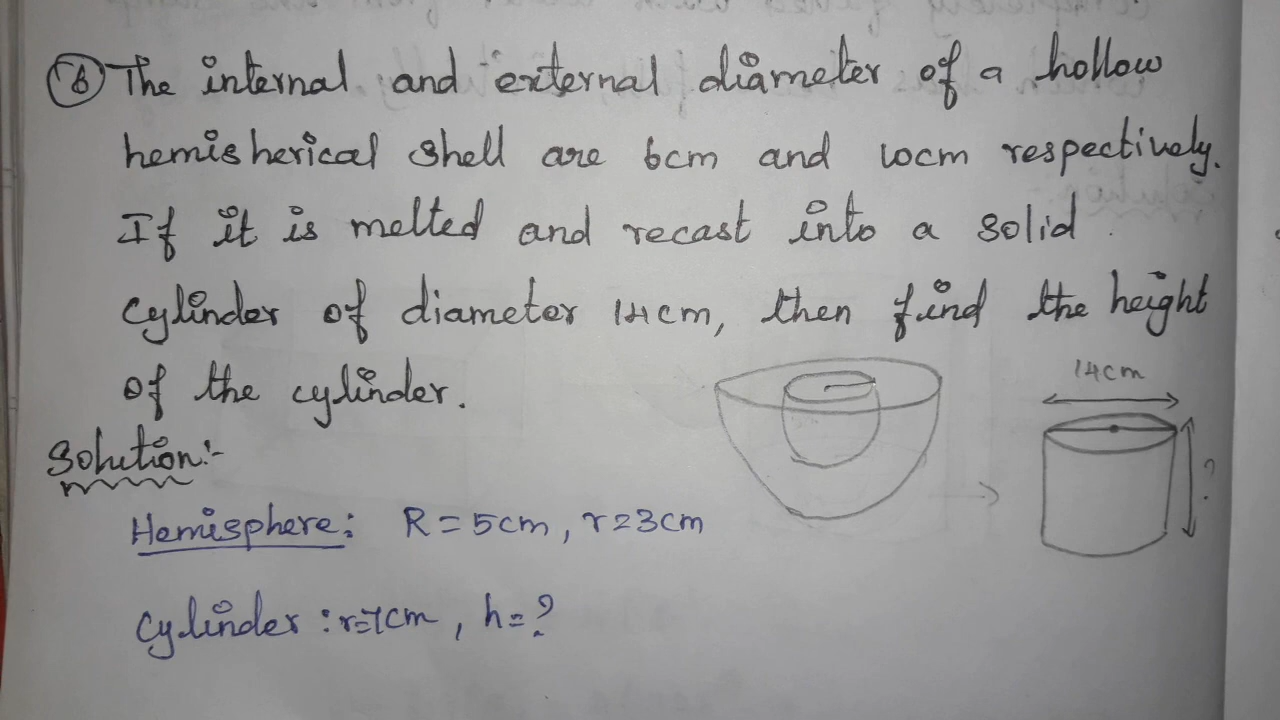 6 The internal and external diameter of a hollow
hemisherical shell are 6cm and 10cm respectively.
If it is melted and recast into a solid
cylinder of diameter 14cm, then find the height
of the cylinder.
14cm
?
Solution:-
Hemisphere: R=5cm, r=3cm
Cylinder: r=7cm, h=?